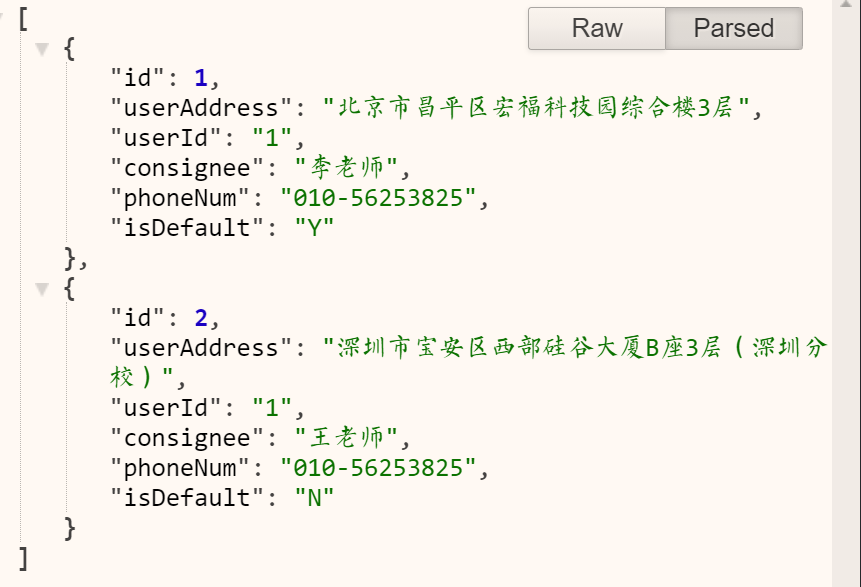 [
Raw Parsed
{
"id": 1,
"userAddress": "北京市昌平区宏福科技园综合楼3层",
"userId": "1",
"consignee": "李老师",
"phoneNum": "010-56253825",
"isDefault": "Y"
},
{
"id": 2,
"userAddress": "深圳市宝安区西部硅谷大厦B座3层（深圳分
校）",
"userId": "1",
"consignee": "王老师",
"phoneNum": "010-56253825",
"isDefault": "N"
}
]